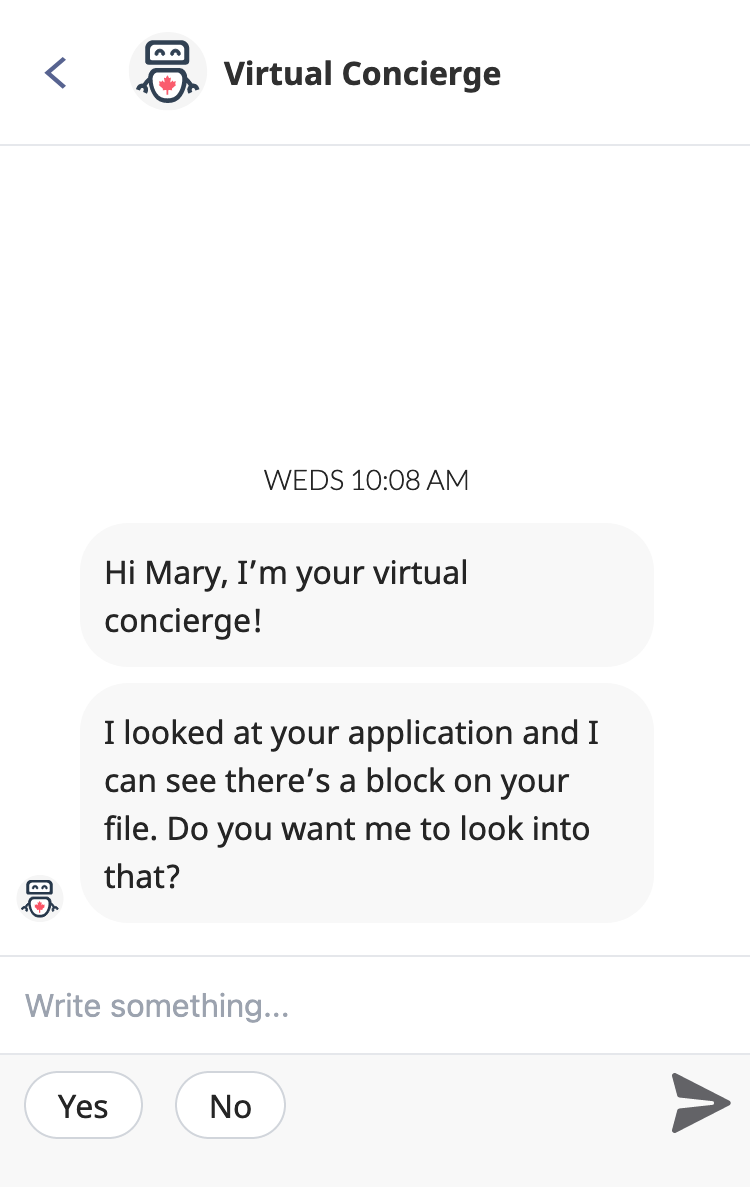 Virtual Concierge
WEDS 10:08 AM
Hi Mary, I’m your virtual
concierge!
I looked at your application and I
can see there’s a block on your
file. Do you want me to look into
that?
Write something...
Yes
No